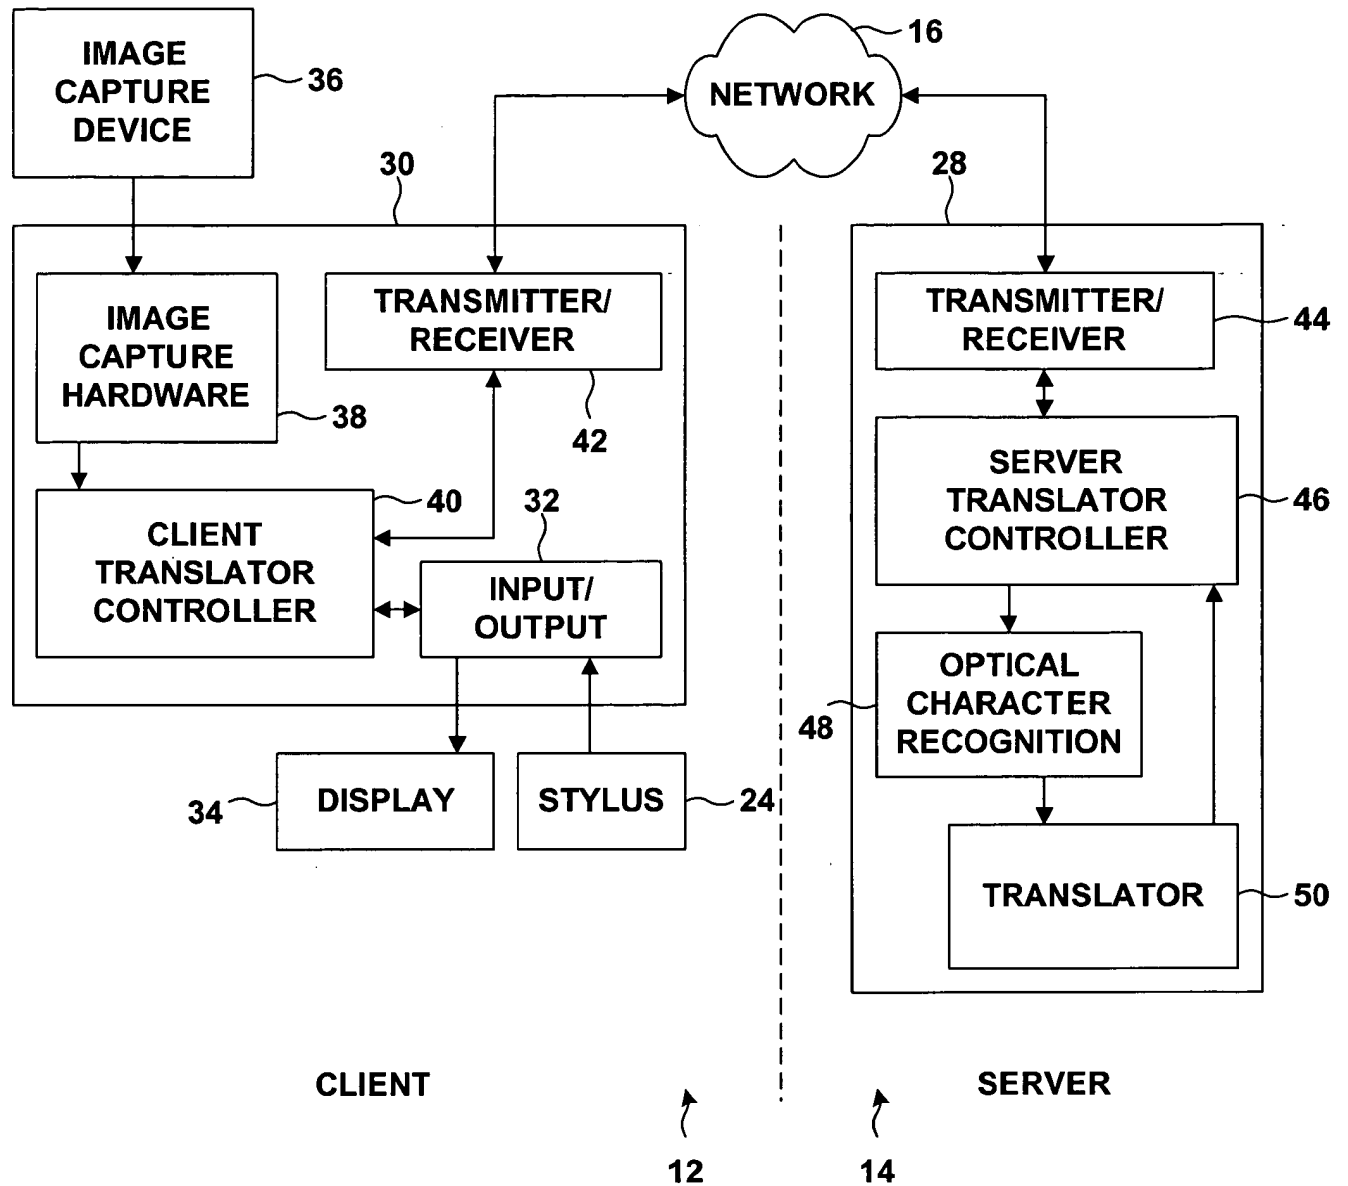 IMAGE
CAPTURE
DEVICE
36
NETWORK
16
30
28
IMAGE
CAPTURE
HARDWARE
38
TRANSMITTER/
RECEIVER
42
TRANSMITTER/
RECEIVER
44
CLIENT
TRANSLATOR
CONTROLLER
40
32
INPUT/
OUTPUT
SERVER
TRANSLATOR
CONTROLLER
46
OPTICAL
CHARACTER
RECOGNITION
48
DISPLAY
34
STYLUS
24
TRANSLATOR
50
CLIENT
SERVER
12
14